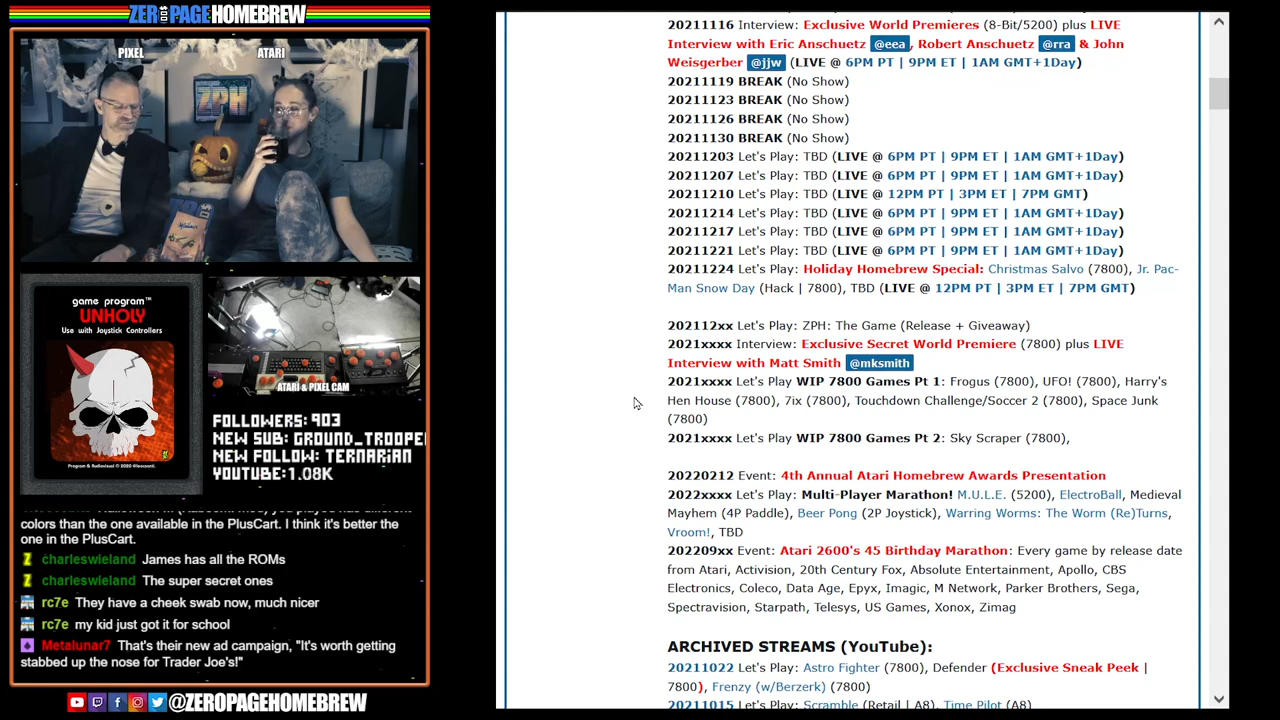 ZERO PAGE HOMEBREW
PIXEL
ATARI
ZPH
game program™
UNHOLY
Use with Joystick Controllers
ATARI & PIXEL CAM
FOLLOWERS: 903
NEW SUB: GROUND_TROOPE
NEW FOLLOW: TERNARIAN
YOUTUBE: 1.08K
colors than the one available in the PlusCart. I think it's better the
one in the PlusCart.
charleswieland James has all the ROMs
charleswieland The super secret ones
rc7e They have a cheek swab now, much nicer
rc7e my kid just got it for school
Metalunar7 That's their new ad campaign, "It's worth getting
stabbed up the nose for Trader Joe's!"
@ZEROPAGEHOMEBREW
20211116 Interview: Exclusive World Premieres (8-Bit/5200) plus LIVE
Interview with Eric Anschuetz @eea, Robert Anschuetz @rra & John
Weisgerber @jjw (LIVE @ 6PM PT | 9PM ET | 1AM GMT+1Day)
20211119 BREAK (No Show)
20211123 BREAK (No Show)
20211126 BREAK (No Show)
20211130 BREAK (No Show)
20211203 Let's Play: TBD (LIVE @ 6PM PT | 9PM ET | 1AM GMT+1Day)
20211207 Let's Play: TBD (LIVE @ 6PM PT | 9PM ET | 1AM GMT+1Day)
20211210 Let's Play: TBD (LIVE @ 12PM PT | 3PM ET | 7PM GMT)
20211214 Let's Play: TBD (LIVE @ 6PM PT | 9PM ET | 1AM GMT+1Day)
20211217 Let's Play: TBD (LIVE @ 6PM PT | 9PM ET | 1AM GMT+1Day)
20211221 Let's Play: TBD (LIVE @ 6PM PT | 9PM ET | 1AM GMT+1Day)
20211224 Let's Play: Holiday Homebrew Special: Christmas Salvo (7800), Jr. Pac-
Man Snow Day (Hack | 7800), TBD (LIVE @ 12PM PT | 3PM ET | 7PM GMT)
202112xx Let's Play: ZPH: The Game (Release + Giveaway)
2021xxxx Interview: Exclusive Secret World Premiere (7800) plus LIVE
Interview with Matt Smith @mksmith
2021xxxx Let's Play WIP 7800 Games Pt 1: Frogus (7800), UFO! (7800), Harry's
Hen House (7800), 7ix (7800), Touchdown Challenge/Soccer 2 (7800), Space Junk
(7800)
2021xxxx Let's Play WIP 7800 Games Pt 2: Sky Scraper (7800),
20220212 Event: 4th Annual Atari Homebrew Awards Presentation
2022xxxx Let's Play: Multi-Player Marathon! M.U.L.E. (5200), ElectroBall, Medieval
Mayhem (4P Paddle), Beer Pong (2P Joystick), Warring Worms: The Worm (Re)Turns,
Vroom!, TBD
202209xx Event: Atari 2600's 45 Birthday Marathon: Every game by release date
from Atari, Activision, 20th Century Fox, Absolute Entertainment, Apollo, CBS
Electronics, Coleco, Data Age, Epyx, Imagic, M Network, Parker Brothers, Sega,
Spectravision, Starpath, Telesys, US Games, Xonox, Zimag
ARCHIVED STREAMS (YouTube):
20211022 Let's Play: Astro Fighter (7800), Defender (Exclusive Sneak Peek |
7800), Frenzy (w/Berzerk) (7800)
20211015 Let's Play: Scramble (Retail | A8), Time Pilot (A8)